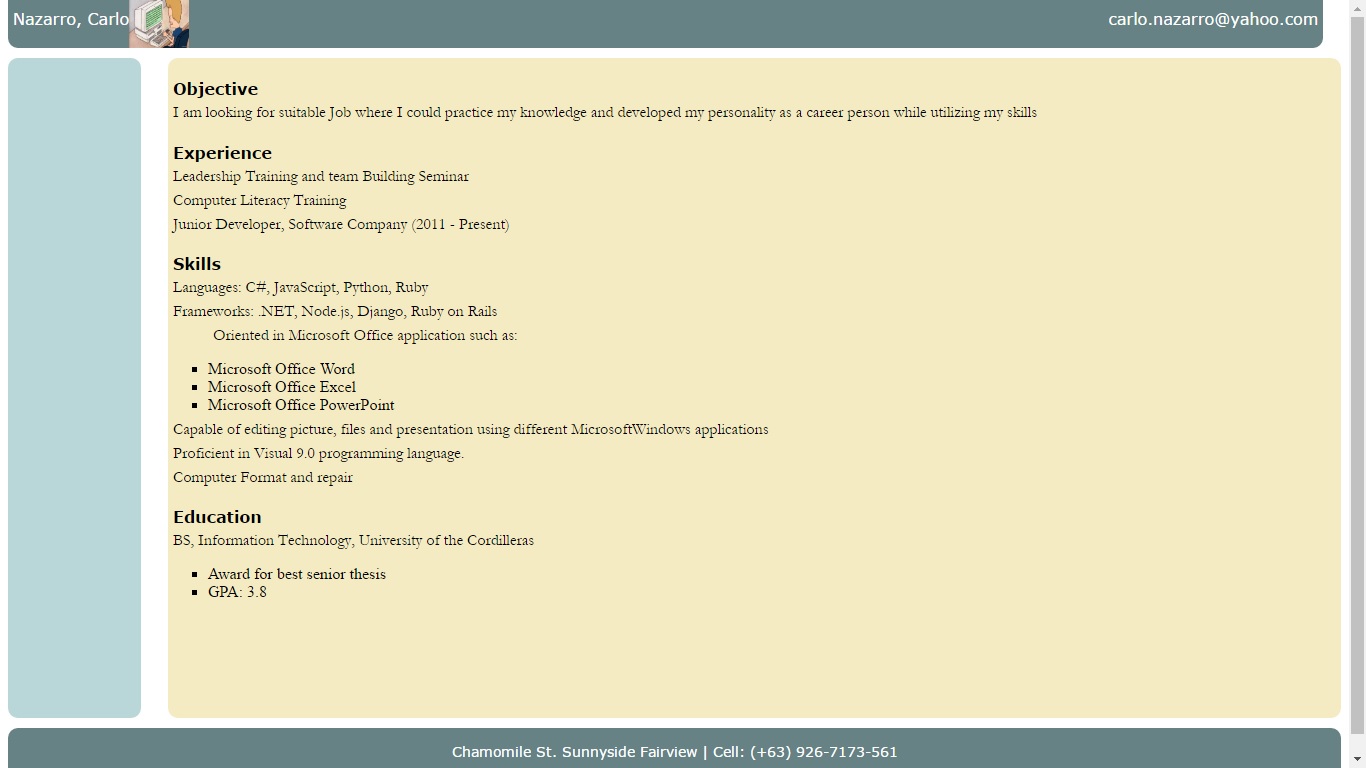 Nazarro, Carlo
carlo.nazarro@yahoo.com
Objective
I am looking for suitable Job where I could practice my knowledge and developed my personality as a career person while utilizing my skills
Experience
Leadership Training and team Building Seminar
Computer Literacy Training
Junior Developer, Software Company (2011 - Present)
Skills
Languages: C#, JavaScript, Python, Ruby
Frameworks: .NET, Node.js, Django, Ruby on Rails
Oriented in Microsoft Office application such as:
Microsoft Office Word
Microsoft Office Excel
Microsoft Office PowerPoint
Capable of editing picture, files and presentation using different MicrosoftWindows applications
Proficient in Visual 9.0 programming language.
Computer Format and repair
Education
BS, Information Technology, University of the Cordilleras
Award for best senior thesis
GPA: 3.8
Chamomile St. Sunnyside Fairview | Cell: (+63) 926-7173-561